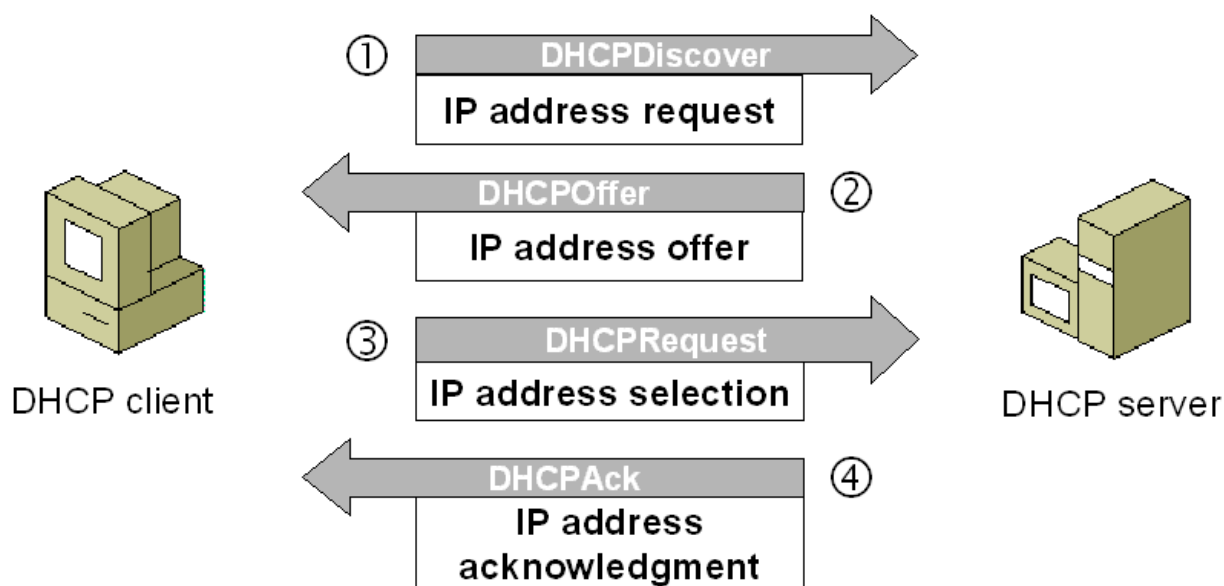 ① DHCPDiscover
IP address request
DHCPOffer ②
IP address offer
③ DHCPRequest
IP address selection
DHCP client
DHCP server
DHCPAck ④
IP address
acknowledgment